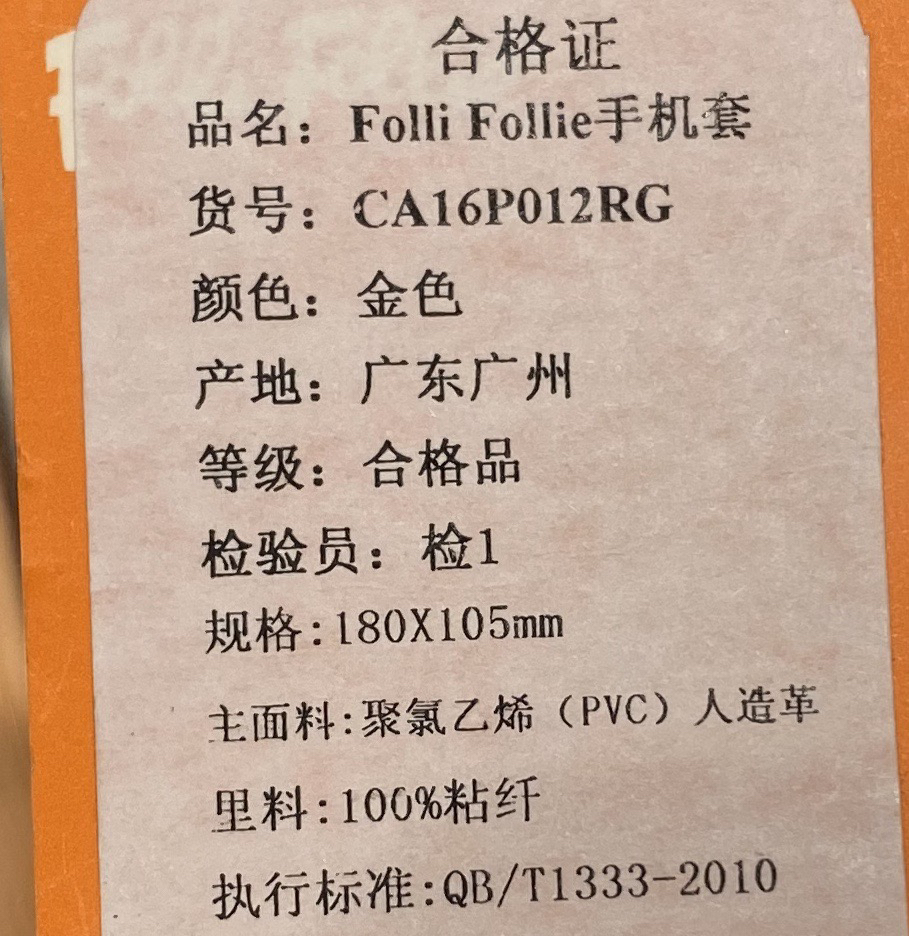 合格证
品名：Folli Follie手机套
货号：CA16P012RG
颜色：金色
产地：广东广州
等级：合格品
检验员：检1
规格:180X105mm
主面料:聚氯乙烯（PVC）人造革
里料:100%粘纤
执行标准:QB/T1333-2010